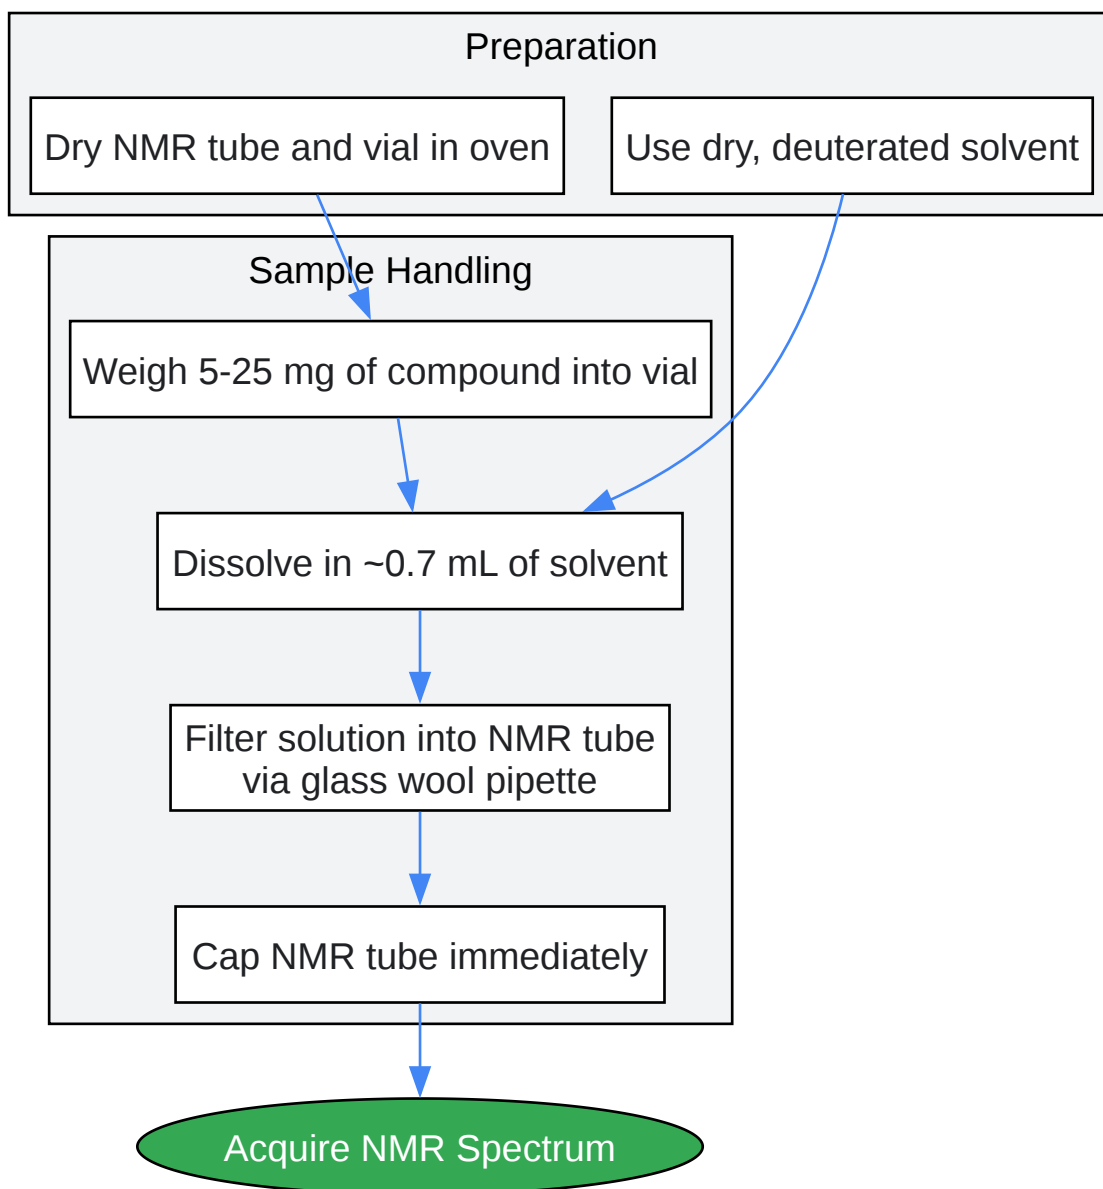 Preparation
Dry NMR tube and vial in oven
Use dry, deuterated solvent
Sample Handling
Weigh 5-25 mg of compound into vial
Dissolve in ~0.7 mL of solvent
Filter solution into NMR tube
via glass wool pipette
Cap NMR tube immediately
Acquire NMR Spectrum